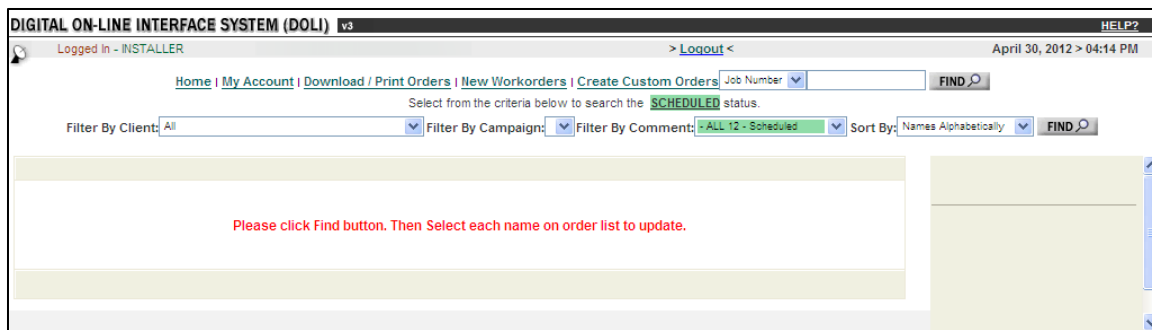 DIGITAL ON-LINE INTERFACE SYSTEM (DOLI) v3 HELP?
Logged In - INSTALLER > Logout < April 30, 2012 > 04:14 PM
Home | My Account | Download / Print Orders | New Workorders | Create Custom Orders Job Number FIND
Select from the criteria below to search the SCHEDULED status.
Filter By Client: All Filter By Campaign: Filter By Comment: - ALL 12 - Scheduled Sort By: Names Alphabetically FIND
Please click Find button. Then Select each name on order list to update.